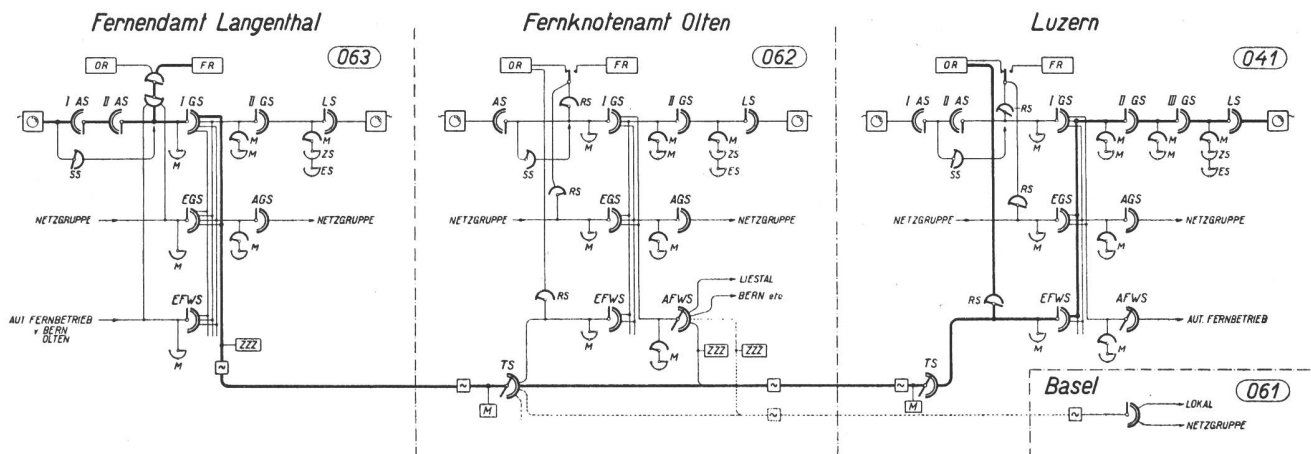 Fernendamt Langenthal
063
OR
FR
I AS
II AS
I GS
II GS
LS
M
M
M
M
ZS
ES
SS
EGS
AGS
NETZGRUPPE
NETZGRUPPE
M
M
EFWS
AUT. FERNBETRIEB
v BERN
OLTEN
M
ZZZ
~
Fernknotenamt Olten
062
OR
FR
AS
RS
I GS
II GS
LS
M
M
M
M
ZS
ES
SS
RS
EGS
AGS
NETZGRUPPE
NETZGRUPPE
M
M
RS
EFWS
AFWS
LIESTAL
BERN etc
M
M
ZZZ
ZZZ
~
TS
M
~
~
Luzern
041
OR
FR
I AS
II AS
RS
I GS
II GS
III GS
LS
M
M
M
M
M
ZS
ES
SS
RS
EGS
AGS
NETZGRUPPE
NETZGRUPPE
M
M
RS
EFWS
AFWS
AUT. FERNBETRIEB
M
M
~
TS
M
Basel
061
~
LOKAL
NETZGRUPPE